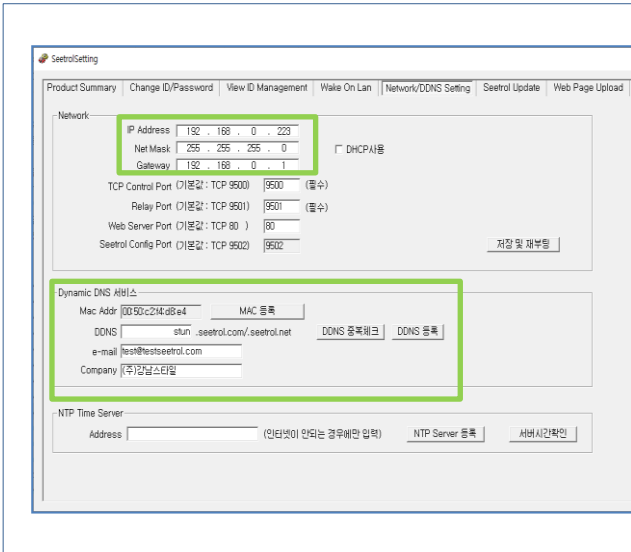 SeetrolSetting
Product Summary Change ID/Password View ID Management Wake On Lan Network/DDNS Setting Seetrol Update Web Page Upload
Network
IP Address 192 . 168 . 0 . 223
Net Mask 255 . 255 . 255 . 0 DHCP사용
Gateway 192 . 168 . 0 . 1
TCP Control Port (기본값 : TCP 9500) 9500 (필수)
Relay Port (기본값 : TCP 9501) 9501 (필수)
Web Server Port (기본값 : TCP 80 ) 80
Seetrol Config Port (기본값 : TCP 9502) 9502 저장 및 재부팅
Dynamic DNS 서비스
Mac Addr 00:50:c2:f4:d8:e4 MAC 등록
DDNS stun .seetrol.com/.seetrol.net DDNS 중복체크 DDNS 등록
e-mail test@testseetrol.com
Company (주)강남스타일
NTP Time Server
Address (인터넷이 안되는 경우에만 입력) NTP Server 등록 서버시간확인